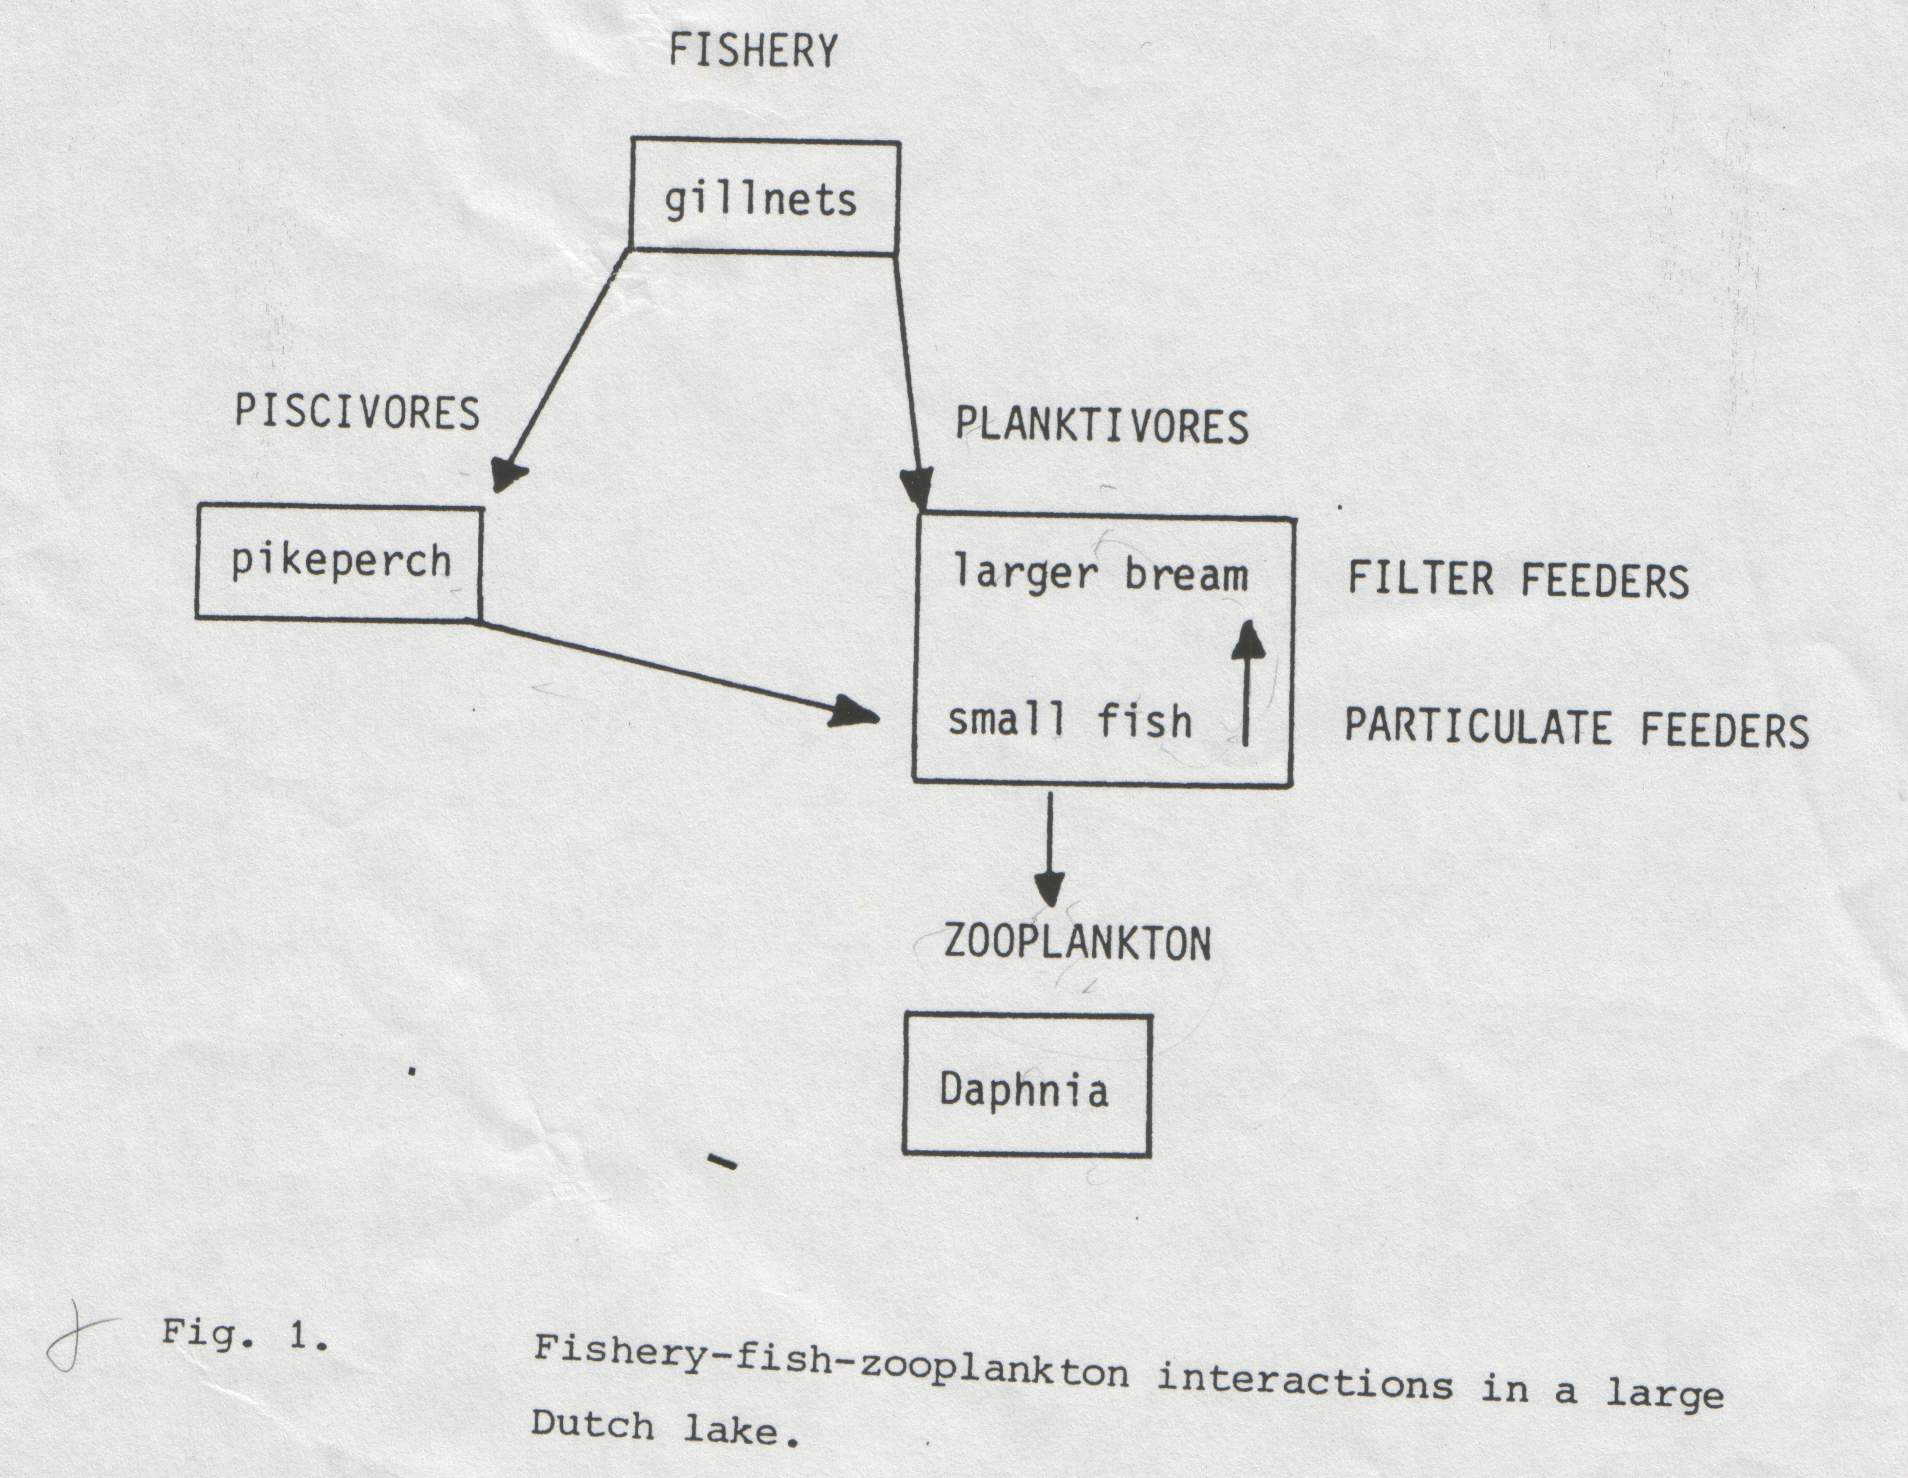 FISHERY
gillnets
PISCIVORES
PLANKTIVORES
pikeperch
larger bream
FILTER FEEDERS
small fish
PARTICULATE FEEDERS
ZOOPLANKTON
Daphnia
Fig. 1.
Fishery-fish-zooplankton interactions in a large
Dutch lake.